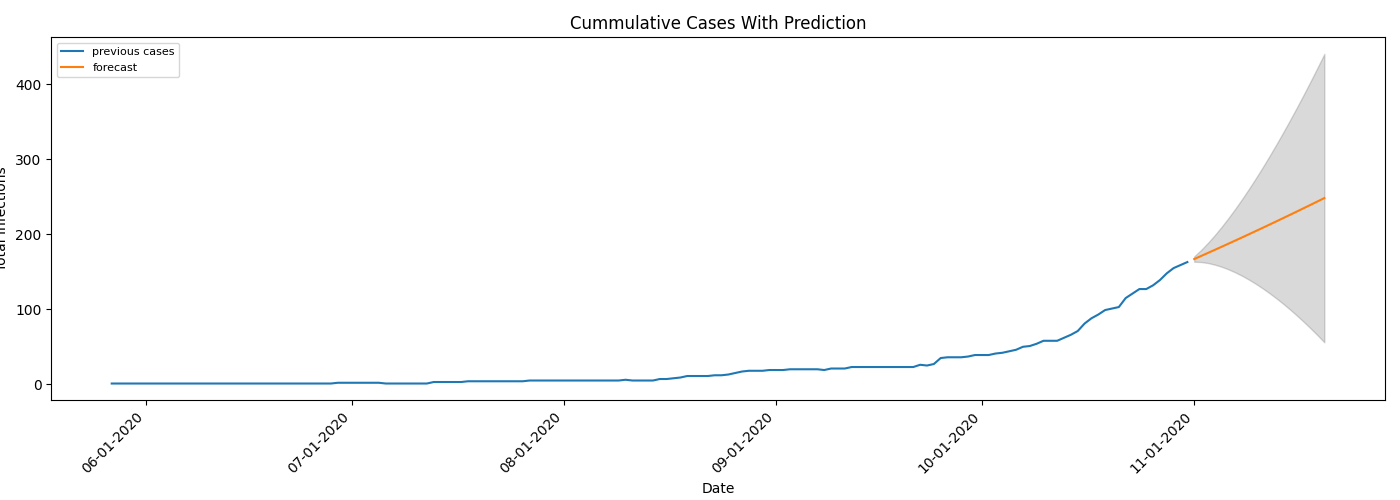 Cummulative Cases With Prediction
previous cases
forecast
400
300
200
100
0
Total Infections
06-01-2020
07-01-2020
08-01-2020
09-01-2020
10-01-2020
11-01-2020
Date